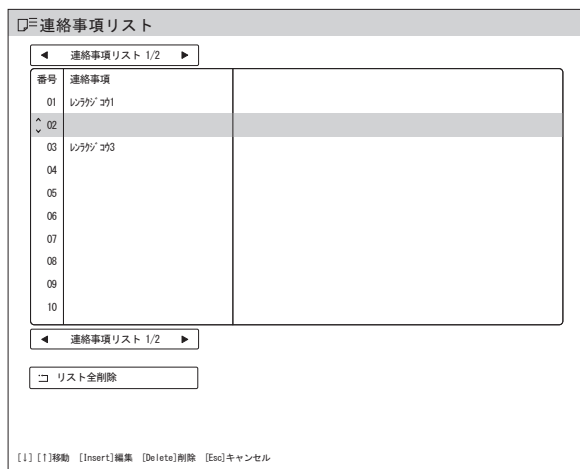 連絡事項リスト
◀ 連絡事項リスト 1/2 ▶
番号 連絡事項
01 ﾚﾝﾗｸｼﾞｺｳ1
02
03 ﾚﾝﾗｸｼﾞｺｳ3
04
05
06
07
08
09
10
◀ 連絡事項リスト 1/2 ▶
リスト全削除
[↓][↑]移動 [Insert]編集 [Delete]削除 [Esc]キャンセル